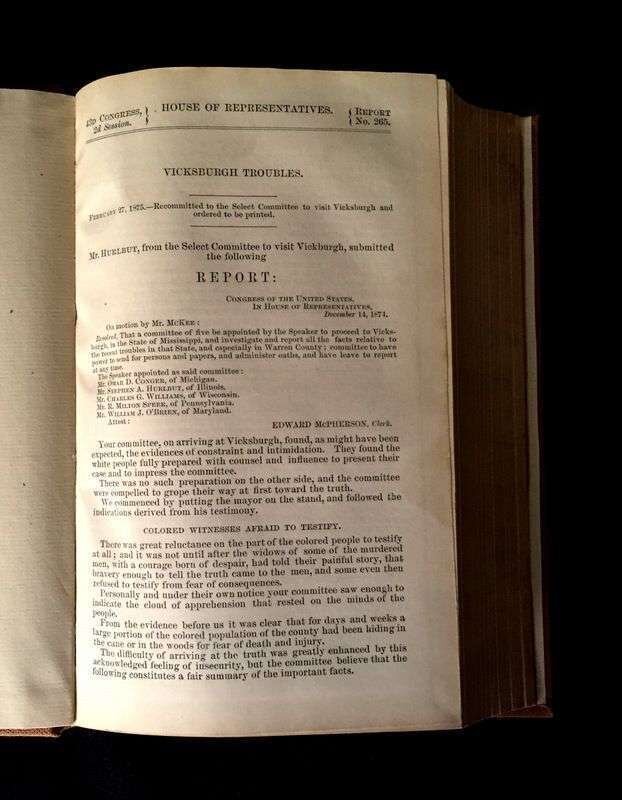 43D CONGRESS, } HOUSE OF REPRESENTATIVES. { REPORT
2d Session. } { No. 265.
VICKSBURGH TROUBLES.
FEBRUARY 27, 1875.—Recommitted to the Select Committee to visit Vicksburgh and
ordered to be printed.
Mr. HURLBUT, from the Select Committee to visit Vickburgh, submitted
the following
REPORT:
CONGRESS OF THE UNITED STATES,
IN HOUSE OF REPRESENTATIVES,
December 14, 1874.
On motion by Mr. MCKEE:
Resolved, That a committee of five be appointed by the Speaker to proceed to Vicks-
burgh, in the State of Mississippi, and investigate and report all the facts relative to
the recent troubles in that State, and especially in Warren County; committee to have
power to send for persons and papers, and administer oaths, and have leave to report
at any time.
The Speaker appointed as said committee:
Mr. OMAR D. CONGER, of Michigan.
Mr. STEPHEN A. HURLBUT, of Illinois.
Mr. CHARLES G. WILLIAMS, of Wisconsin.
Mr. R. MILTON SPEER, of Pennsylvania.
Mr. WILLIAM J. O'BRIEN, of Maryland.
Attest:
EDWARD MCPHERSON, Clerk.
Your committee, on arriving at Vicksburgh, found, as might have been
expected, the evidences of constraint and intimidation. They found the
white people fully prepared with counsel and influence to present their
case and to impress the committee.
There was no such preparation on the other side, and the committee
were compelled to grope their way at first toward the truth.
We commenced by putting the mayor on the stand, and followed the
indications derived from his testimony.
COLORED WITNESSES AFRAID TO TESTIFY.
There was great reluctance on the part of the colored people to testify
at all; and it was not until after the widows of some of the murdered
men, with a courage born of despair, had told their painful story, that
bravery enough to tell the truth came to the men, and some even then
refused to testify from fear of consequences.
Personally and under their own notice your committee saw enough to
indicate the cloud of apprehension that rested on the minds of the
people.
From the evidence before us it was clear that for days and weeks a
large portion of the colored population of the county had been hiding in
the cane or in the woods for fear of death and injury.
The difficulty of arriving at the truth was greatly enhanced by this
acknowledged feeling of insecurity, but the committee believe that the
following constitutes a fair summary of the important facts.